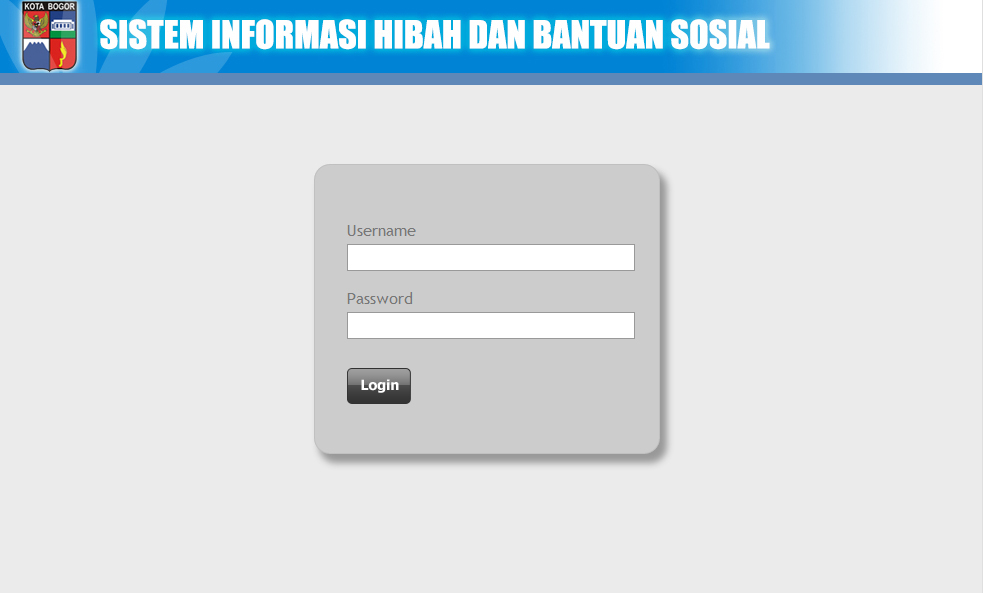 KOTA BOGOR
SISTEM INFORMASI HIBAH DAN BANTUAN SOSIAL
Username
Password
Login